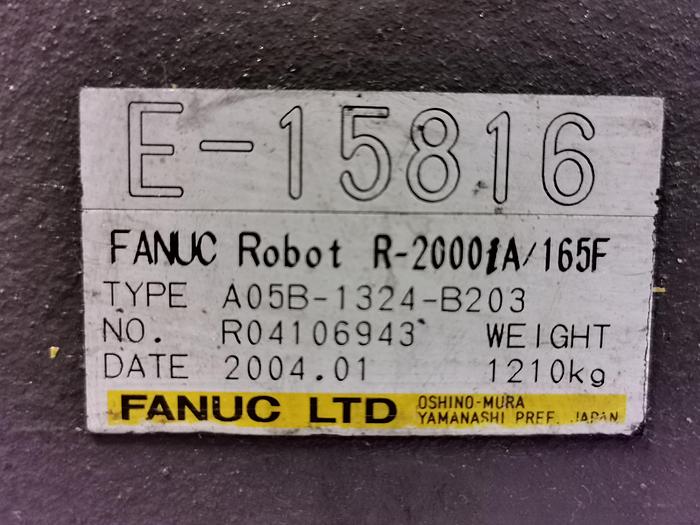 E-15816
FANUC Robot R-2000iA/165F
TYPE A05B-1324-B203
NO. R04106943 WEIGHT
DATE 2004.01 1210kg
FANUC LTD OSHINO-MURA
YAMANASHI PREF. JAPAN